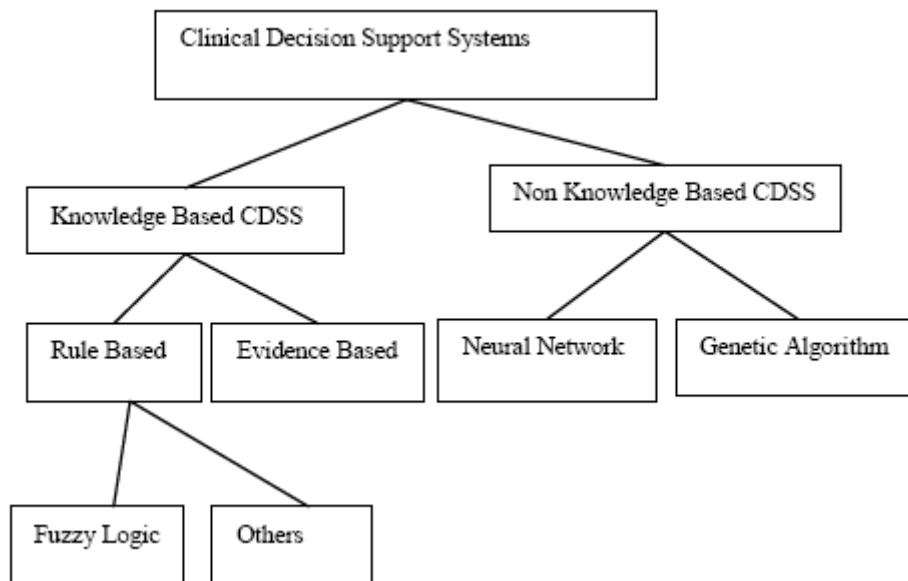 Clinical Decision Support Systems
Knowledge Based CDSS
Non Knowledge Based CDSS
Rule Based
Evidence Based
Neural Network
Genetic Algorithm
Fuzzy Logic
Others